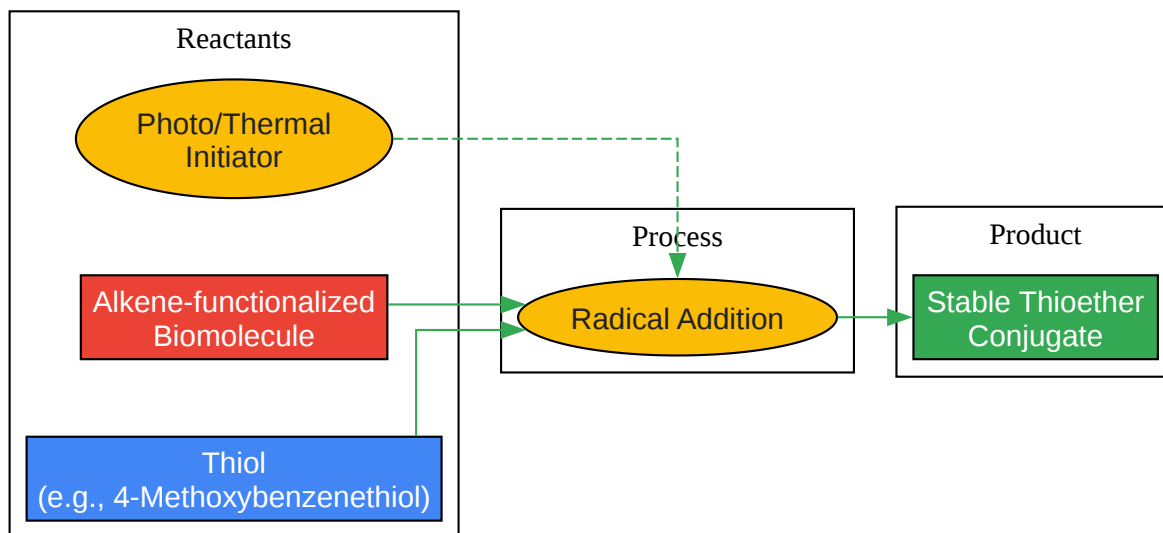 Reactants
Photo/Thermal
Initiator
Process
Product
Alkene-functionalized
Biomolecule
Radical Addition
Stable Thioether
Conjugate
Thiol
(e.g., 4-Methoxybenzenethiol)